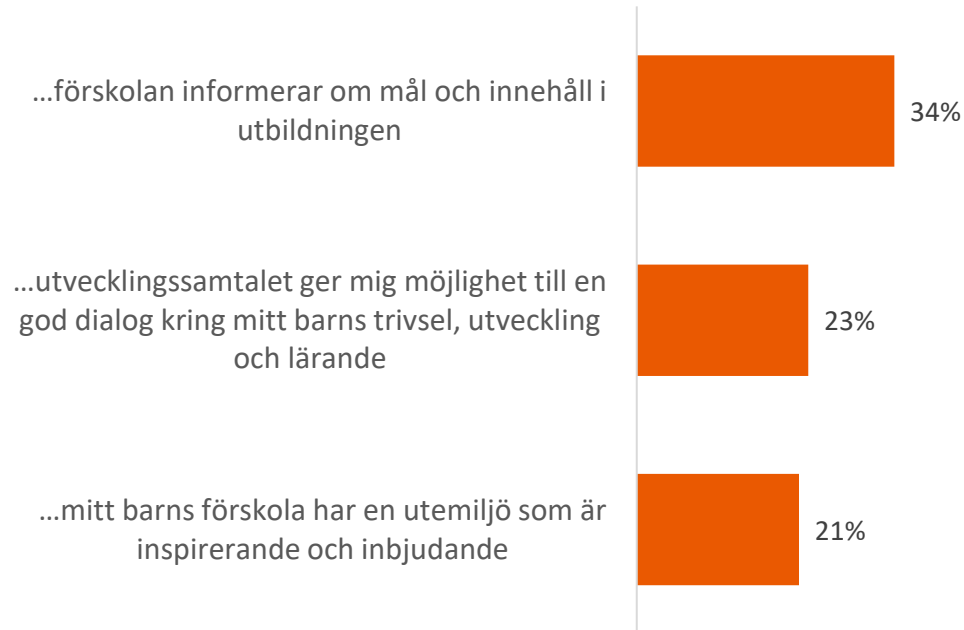 ...förskolan informerar om mål och innehåll i
utbildningen
34%
...utvecklingssamtalet ger mig möjlighet till en
god dialog kring mitt barns trivsel, utveckling
och lärande
23%
...mitt barns förskola har en utemiljö som är
inspirerande och inbjudande
21%